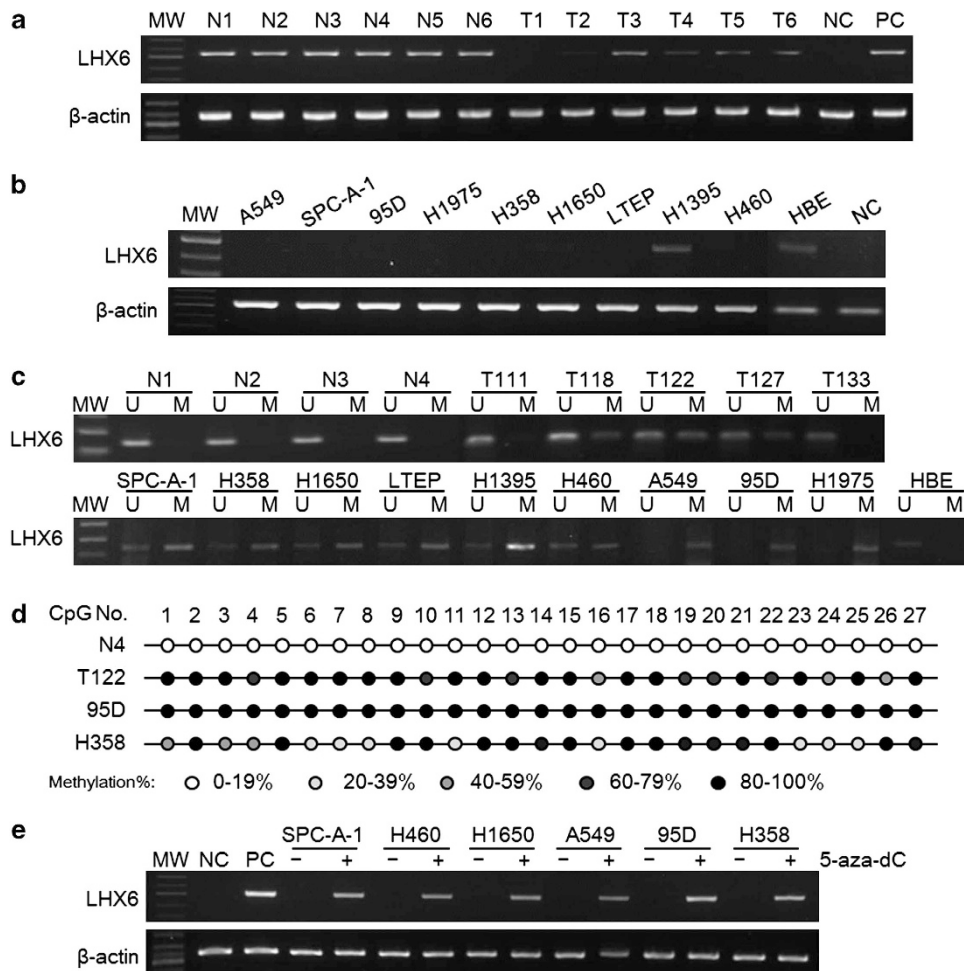 a
MW N1 N2 N3 N4 N5 N6 T1 T2 T3 T4 T5 T6 NC PC
LHX6
β-actin
b
MW A549 SPC-A-1 95D H1975 H358 H1650 LTEP H1395 H460 HBE NC
LHX6
β-actin
c
N1 N2 N3 N4 T111 T118 T122 T127 T133
MW U M U M U M U M U M U M U M U M U M
LHX6
SPC-A-1 H358 H1650 LTEP H1395 H460 A549 95D H1975 HBE
MW U M U M U M U M U M U M U M U M U M U M
LHX6
d
CpG No. 1 2 3 4 5 6 7 8 9 10 11 12 13 14 15 16 17 18 19 20 21 22 23 24 25 26 27
N4
T122
95D
H358
Methylation%: 0-19% 20-39% 40-59% 60-79% 80-100%
e
SPC-A-1 H460 H1650 A549 95D H358
MW NC PC − + − + − + − + − + − + 5-aza-dC
LHX6
β-actin